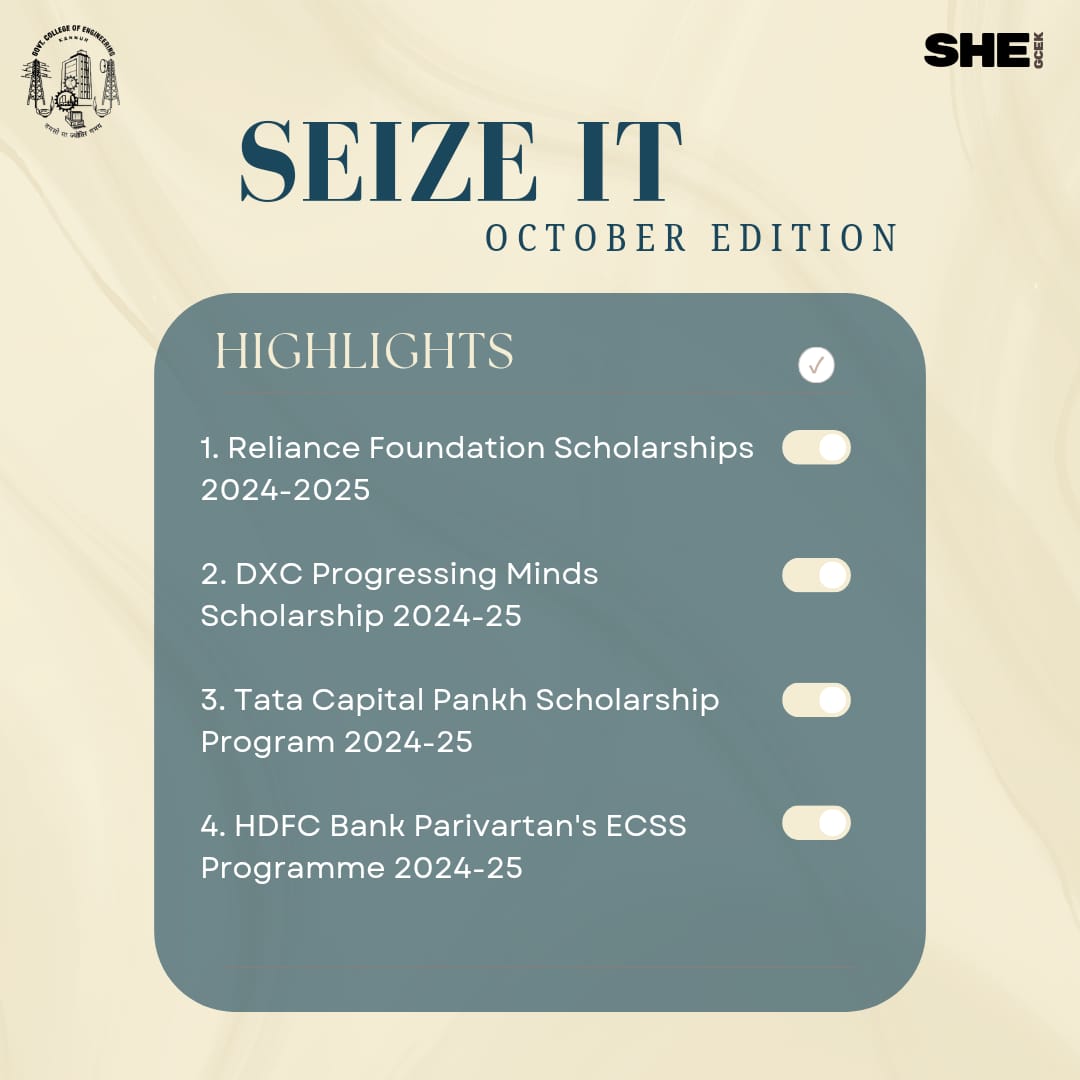 GOVT. COLLEGE OF ENGINEERING
KANNUR
तमसो मा ज्योतिर गमय
SHE
GCEK
SEIZE IT
OCTOBER EDITION
HIGHLIGHTS
1. Reliance Foundation Scholarships
2024-2025
2. DXC Progressing Minds
Scholarship 2024-25
3. Tata Capital Pankh Scholarship
Program 2024-25
4. HDFC Bank Parivartan's ECSS
Programme 2024-25